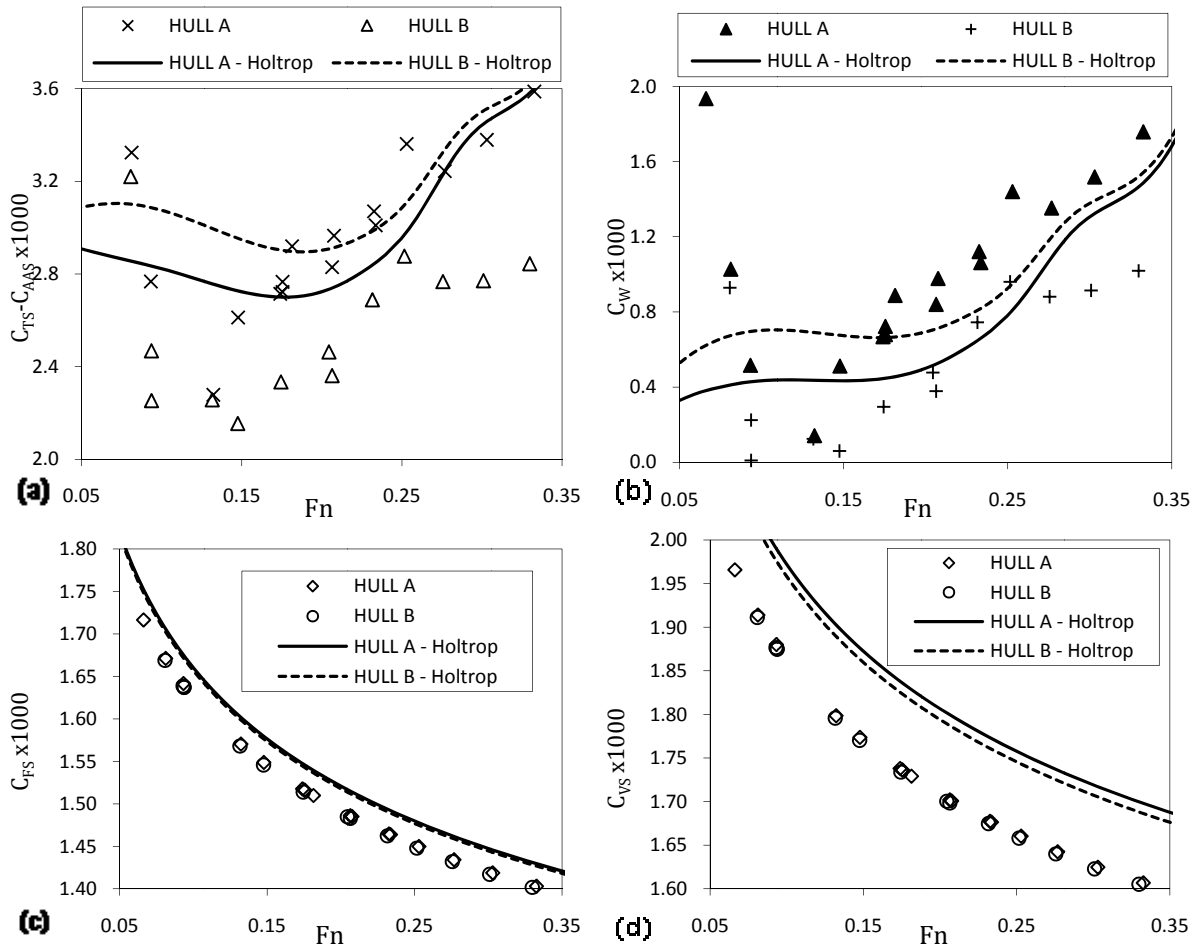 HULL A HULL B
HULL A - Holtrop HULL B - Holtrop
3.6
3.2
2.8
2.4
2.0
C_TS-C_AAS x1000
0.05 0.15 0.25 0.35
Fn
(a)
HULL A HULL B
HULL A - Holtrop HULL B - Holtrop
2.0
1.6
1.2
0.8
0.4
0.0
C_W x1000
0.05 0.15 0.25 0.35
Fn
(b)
1.80
1.75
1.70
1.65
1.60
1.55
1.50
1.45
1.40
C_FS x1000
HULL A
HULL B
HULL A - Holtrop
HULL B - Holtrop
0.05 0.15 0.25 0.35
Fn
(c)
2.00
1.95
1.90
1.85
1.80
1.75
1.70
1.65
1.60
C_VS x1000
HULL A
HULL B
HULL A - Holtrop
HULL B - Holtrop
0.05 0.15 0.25 0.35
Fn
(d)